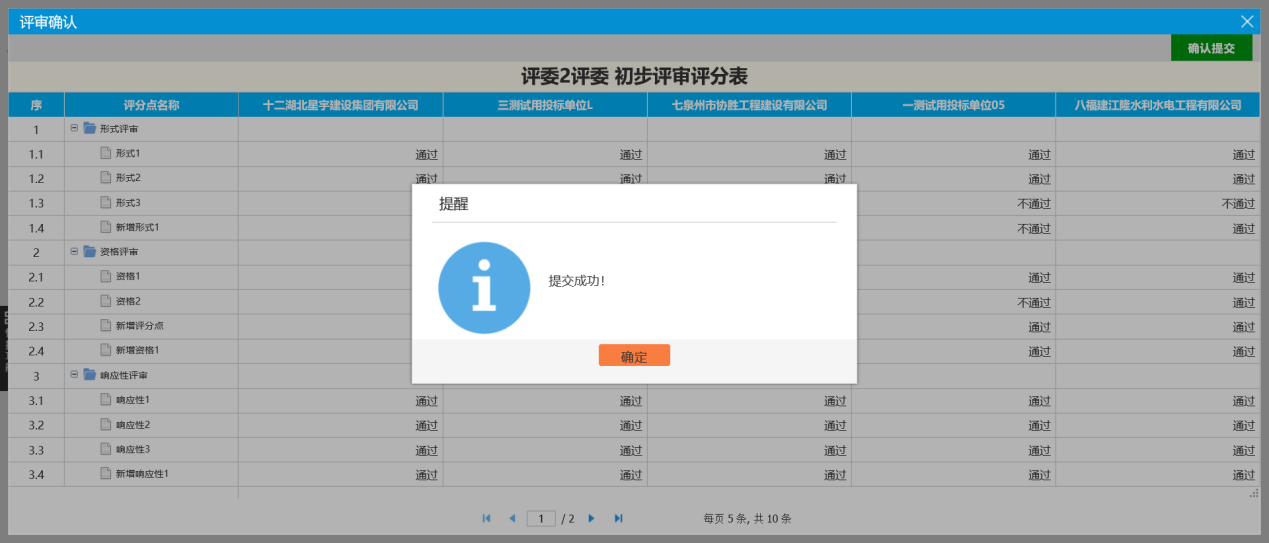 评审确认
确认提交
评委2评委 初步评审评分表
序 评分点名称 十二湖北星宇建设集团有限公司 三测试用投标单位L 七泉州市协胜工程建设有限公司 一测试用投标单位05 八福建江隆水利水电工程有限公司
1 形式评审
1.1 形式1 通过 通过 通过 通过 通过
1.2 形式2 通过 通过 通过 通过 通过
1.3 形式3 不通过 不通过
1.4 新增形式1 不通过 通过
2 资格评审
2.1 资格1 通过 通过
2.2 资格2 不通过 通过
2.3 新增评分点 通过 通过
2.4 新增资格1 通过 通过
3 响应性评审
3.1 响应性1 通过 通过 通过 通过 通过
3.2 响应性2 通过 通过 通过 通过 通过
3.3 响应性3 通过 通过 通过 通过 通过
3.4 新增响应性1 通过 通过 通过 通过 通过
提醒
提交成功!
确定
1 / 2 每页 5 条, 共 10 条